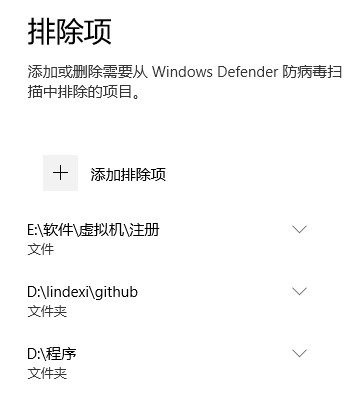 排除项
添加或删除需要从 Windows Defender 防病毒扫
描中排除的项目。
添加排除项
E:\软件\虚拟机\注册
文件
D:\lindexi\github
文件夹
D:\程序
文件夹